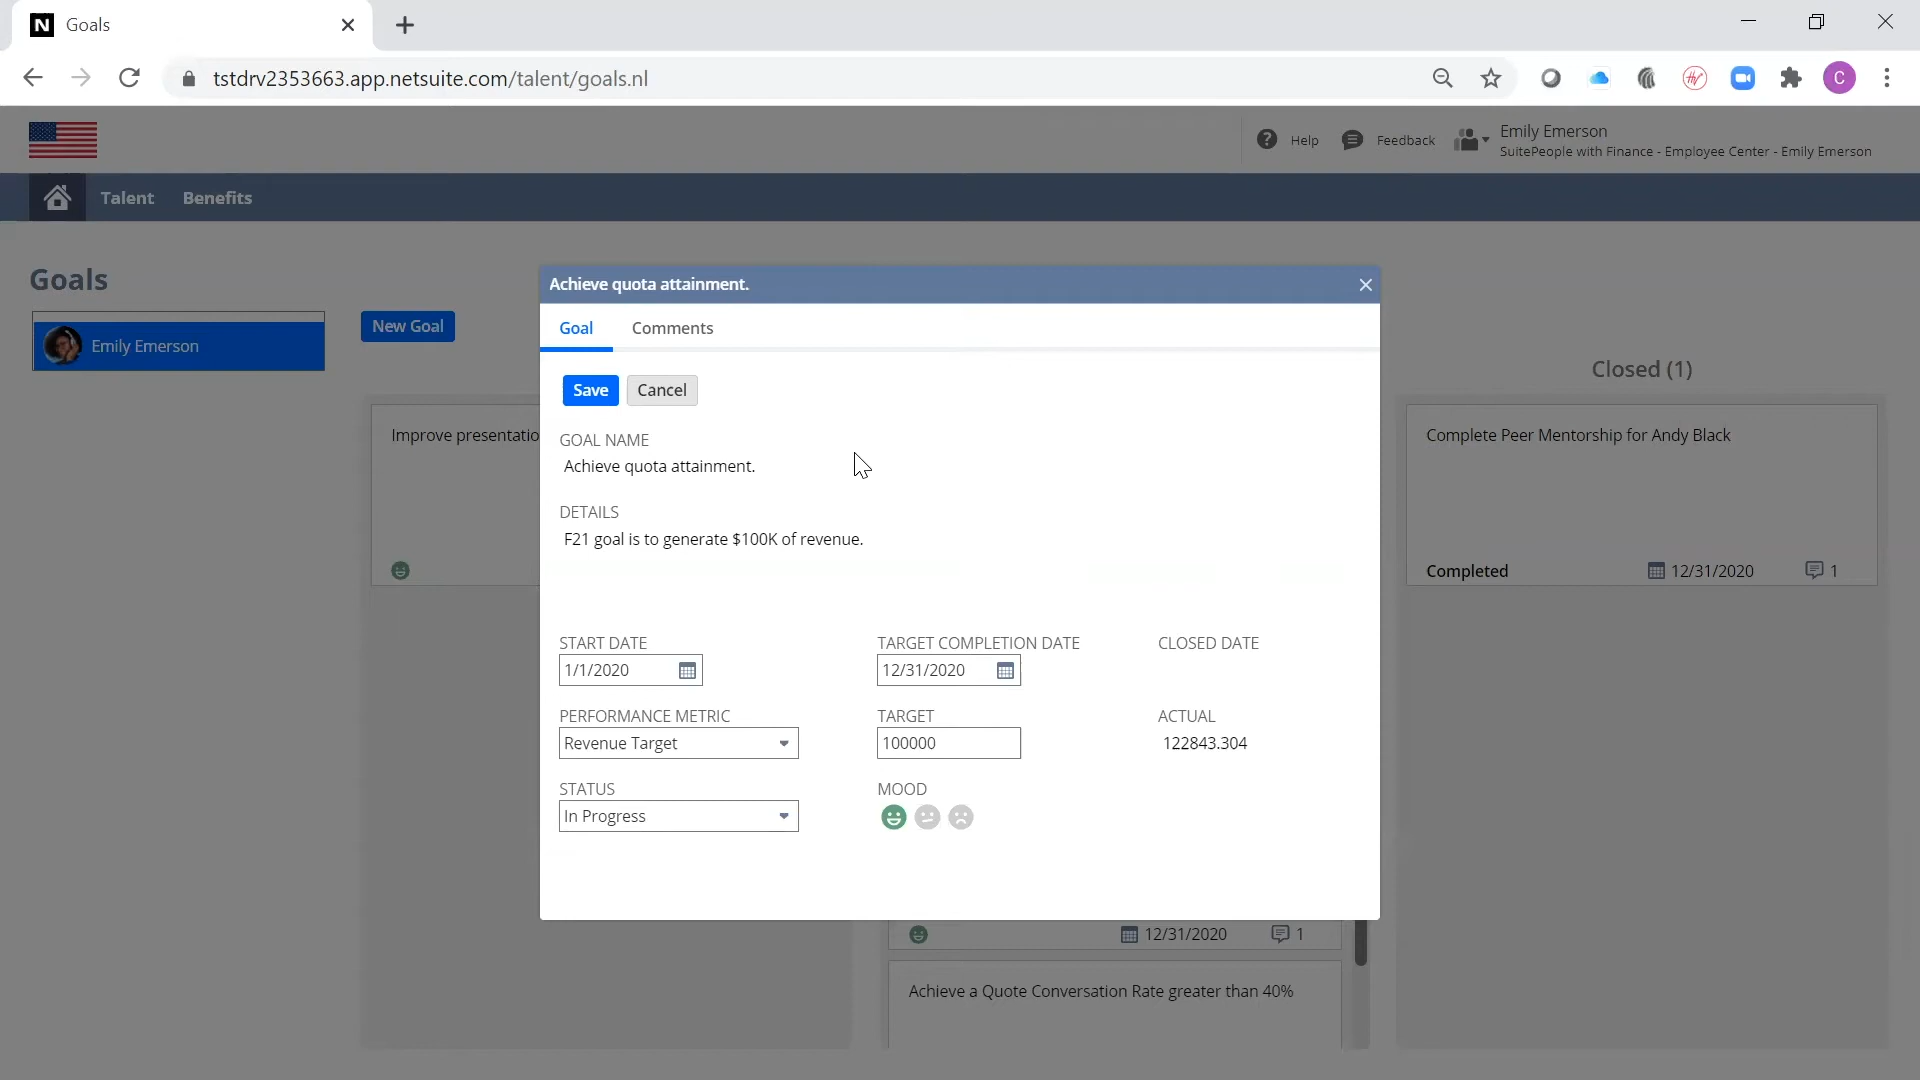 N Goals
tstdrv2353663.app.netsuite.com/talent/goals.nl
C
Help
Feedback
Emily Emerson
SuitePeople with Finance - Employee Center - Emily Emerson
Talent
Benefits
Goals
Emily Emerson
New Goal
Closed (1)
Improve presentatio
Complete Peer Mentorship for Andy Black
Completed
12/31/2020
1
Achieve quota attainment.
Goal
Comments
Save
Cancel
GOAL NAME
Achieve quota attainment.
DETAILS
F21 goal is to generate $100K of revenue.
START DATE
TARGET COMPLETION DATE
CLOSED DATE
1/1/2020
12/31/2020
PERFORMANCE METRIC
TARGET
ACTUAL
Revenue Target
100000
122843.304
STATUS
MOOD
In Progress
12/31/2020
1
Achieve a Quote Conversation Rate greater than 40%